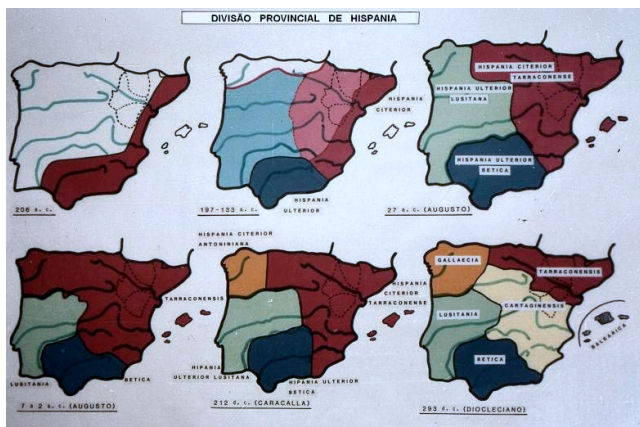 DIVISÃO PROVINCIAL DE HISPANIA
206 a. c.
HISPANIA
CITERIOR
HISPANIA
ULTERIOR
197-133 a. c.
HISPANIA CITERIOR
TARRACONENSE
HISPANIA ULTERIOR
LUSITANA
HISPANIA ULTERIOR
BETICA
27 a. c. (AUGUSTO)
TARRACONENSIS
LUSITANIA
BETICA
7 a 2 a. c. (AUGUSTO)
HISPANIA CITERIOR
ANTONINIANA
HISPANIA
CITERIOR
TARRACONENSE
HIPANIA
ULTERIOR LUSITANA
HIPANIA ULTERIOR
BETICA
212 d. c. (CARACALLA)
GALLAECIA
TARRACONENSIS
CARTAGINENSIS
LUSITANIA
BETICA
BALEARICA
293 d. c. (DIOCLECIANO)